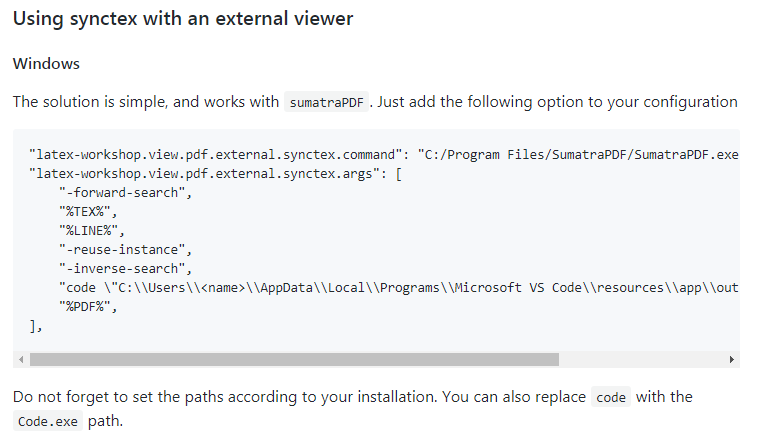 Using synctex with an external viewer
Windows
The solution is simple, and works with sumatraPDF . Just add the following option to your configuration
"latex-workshop.view.pdf.external.synctex.command": "C:/Program Files/SumatraPDF/SumatraPDF.exe
"latex-workshop.view.pdf.external.synctex.args": [
"-forward-search",
"%TEX%",
"%LINE%",
"-reuse-instance",
"-inverse-search",
"code \"C:\\Users\\<name>\\AppData\\Local\\Programs\\Microsoft VS Code\\resources\\app\\out
"%PDF%",
],
Do not forget to set the paths according to your installation. You can also replace code with the
Code.exe path.